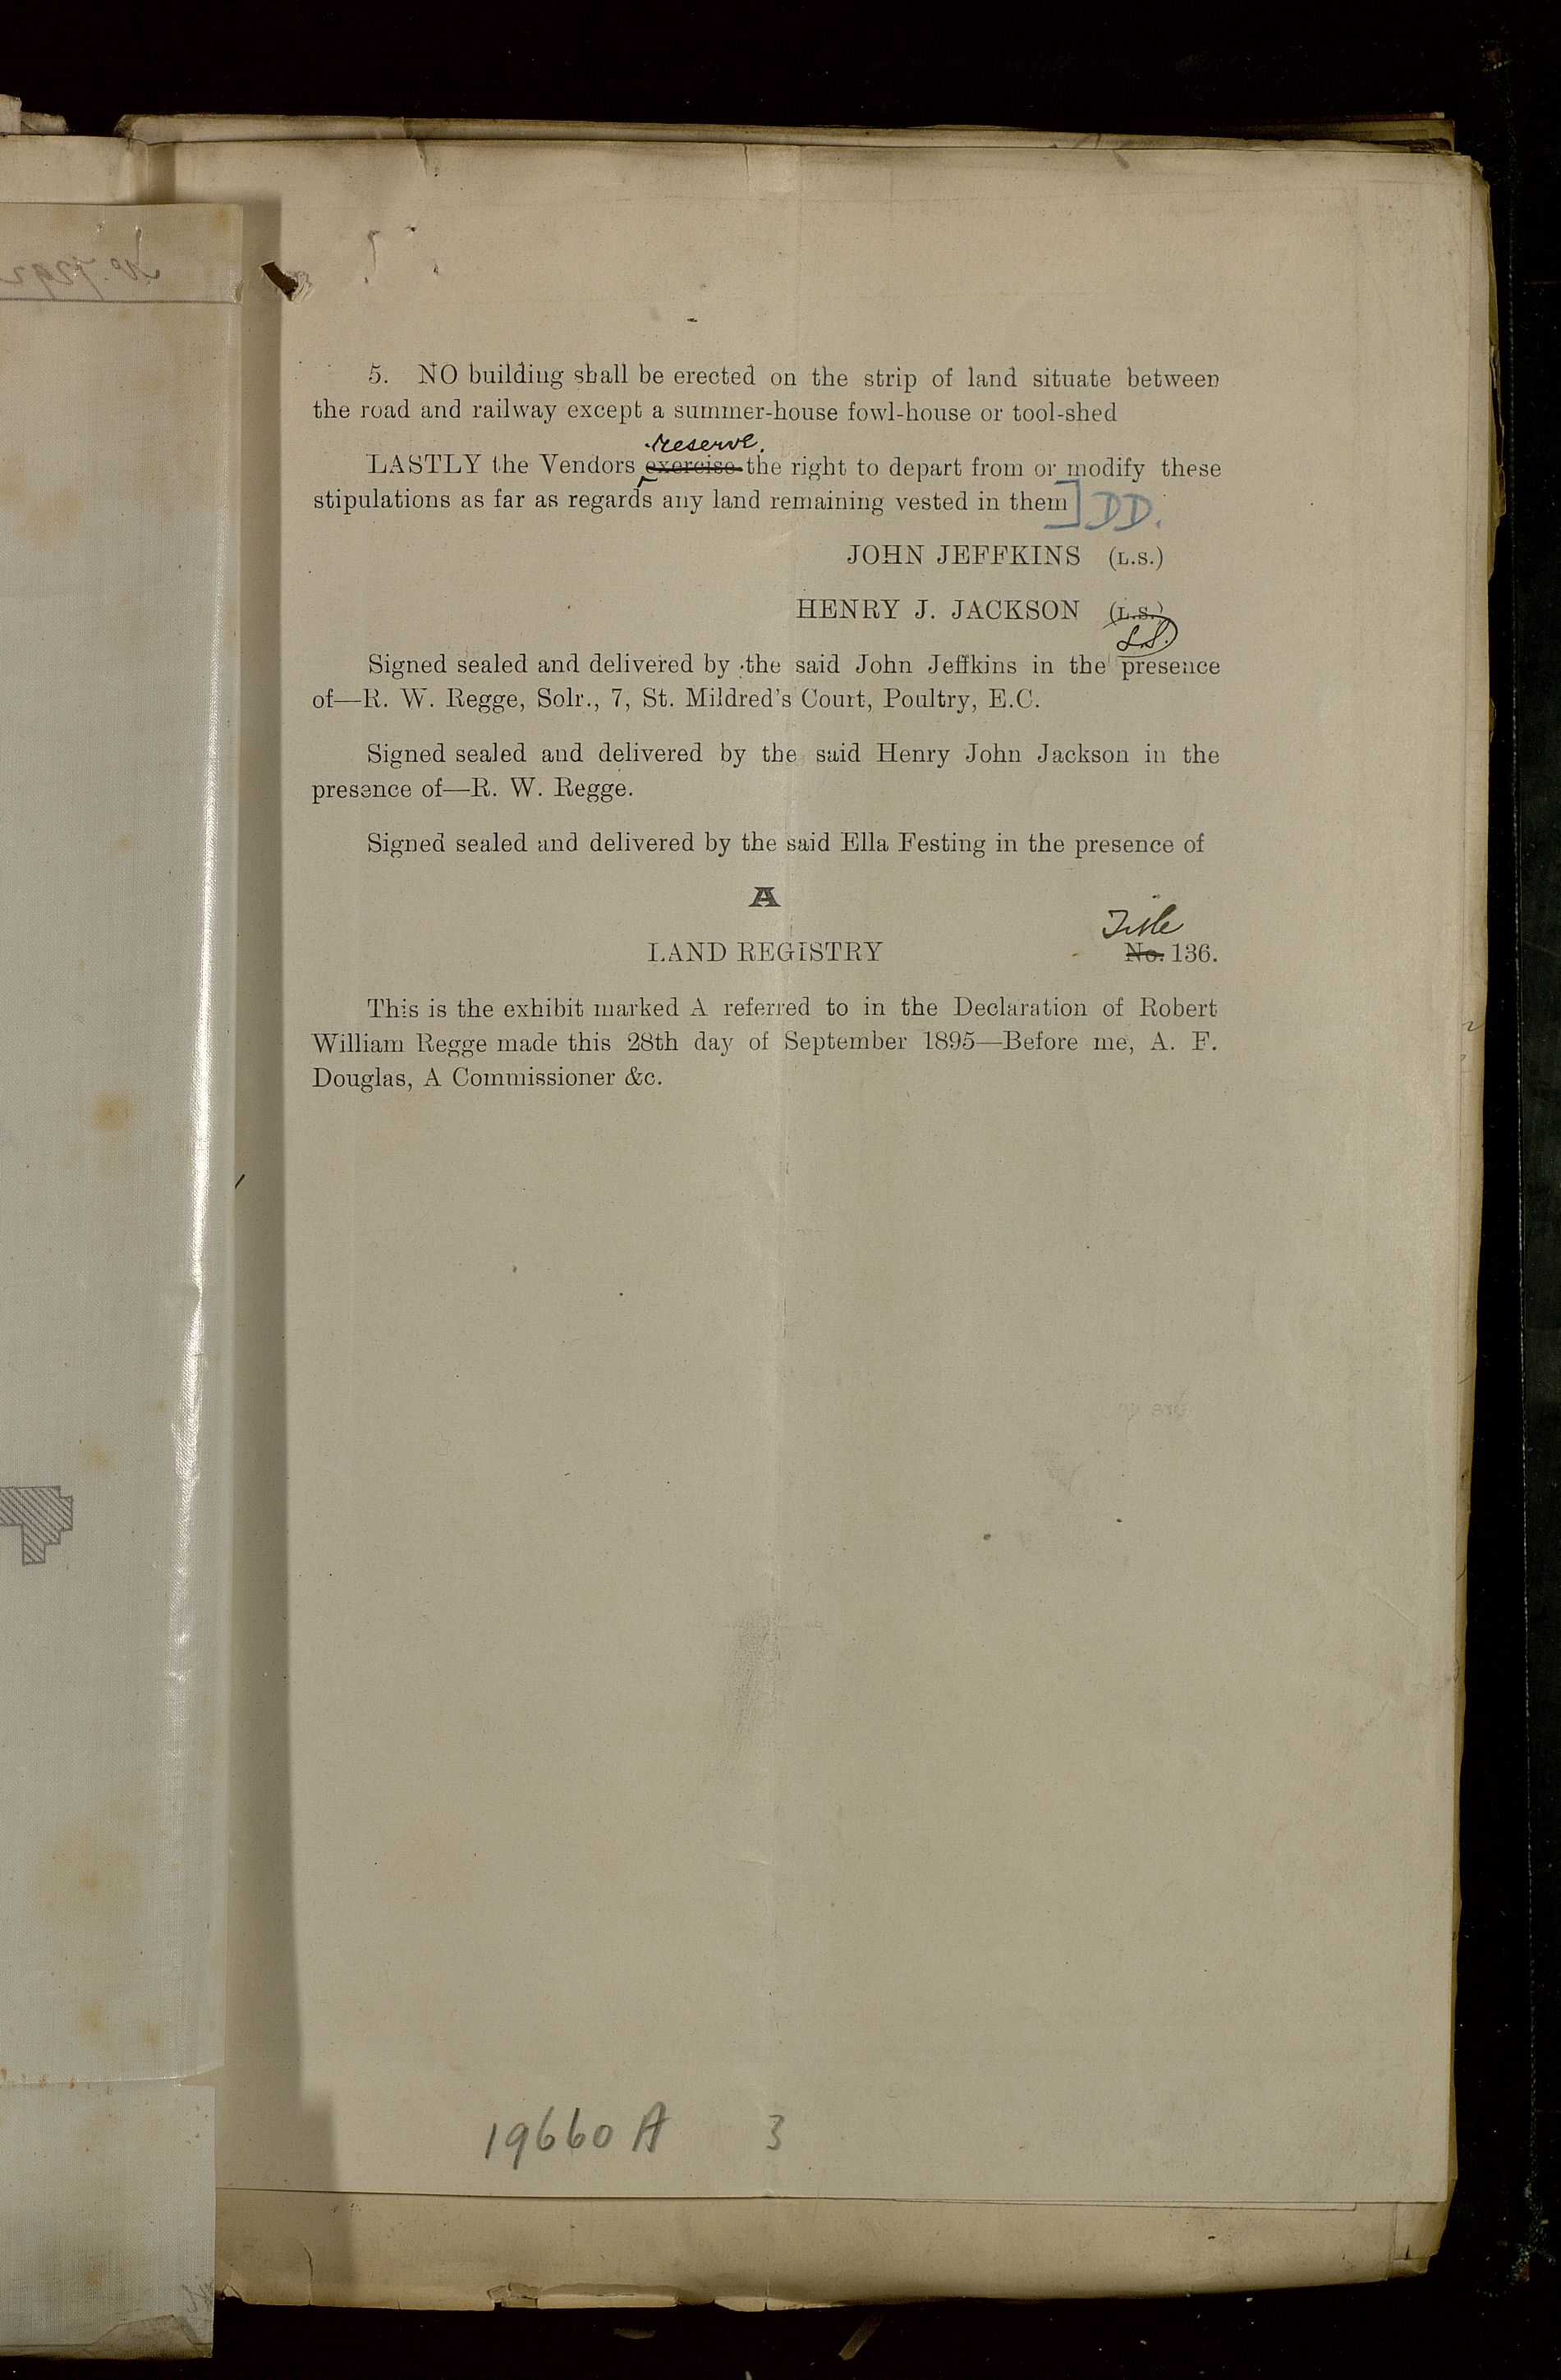 5. NO building shall be erected on the strip of land situate between
the road and railway except a summer-house fowl-house or tool-shed
reserve
LASTLY the Vendors exercise the right to depart from or modify these
stipulations as far as regards any land remaining vested in them] DD.
JOHN JEFFKINS (L.S.)
HENRY J. JACKSON (L.S.)
LS)
Signed sealed and delivered by the said John Jeffkins in the presence
of—R. W. Regge, Solr., 7, St. Mildred's Court, Poultry, E.C.
Signed sealed and delivered by the said Henry John Jackson in the
presence of—R. W. Regge.
Signed sealed and delivered by the said Ella Festing in the presence of
A
Title
LAND REGISTRY No. 136.
This is the exhibit marked A referred to in the Declaration of Robert
William Regge made this 28th day of September 1895—Before me, A. F.
Douglas, A Commissioner &c.
19660 A 3